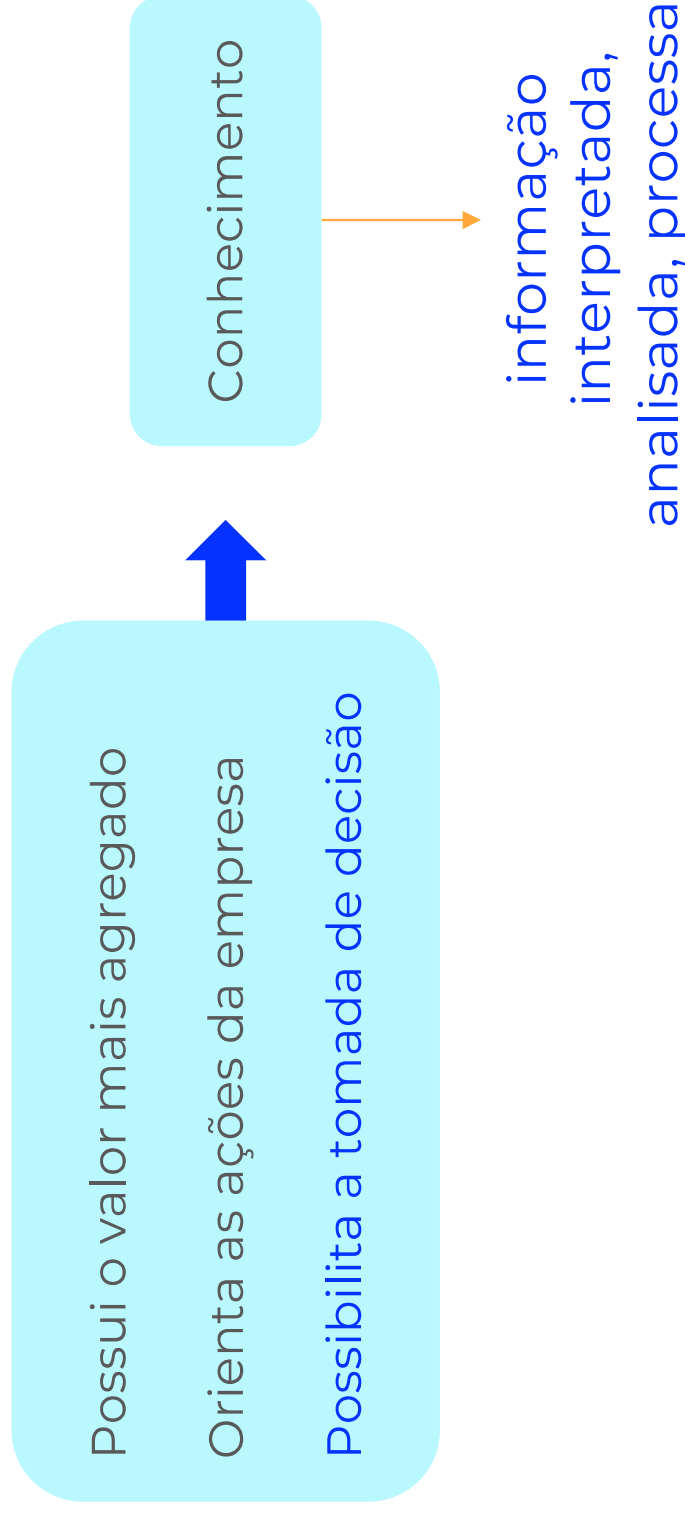 Possui o valor mais agregado
Orienta as ações da empresa
Possibilita a tomada de decisão
Conhecimento
informação
interpretada,
analisada, processa